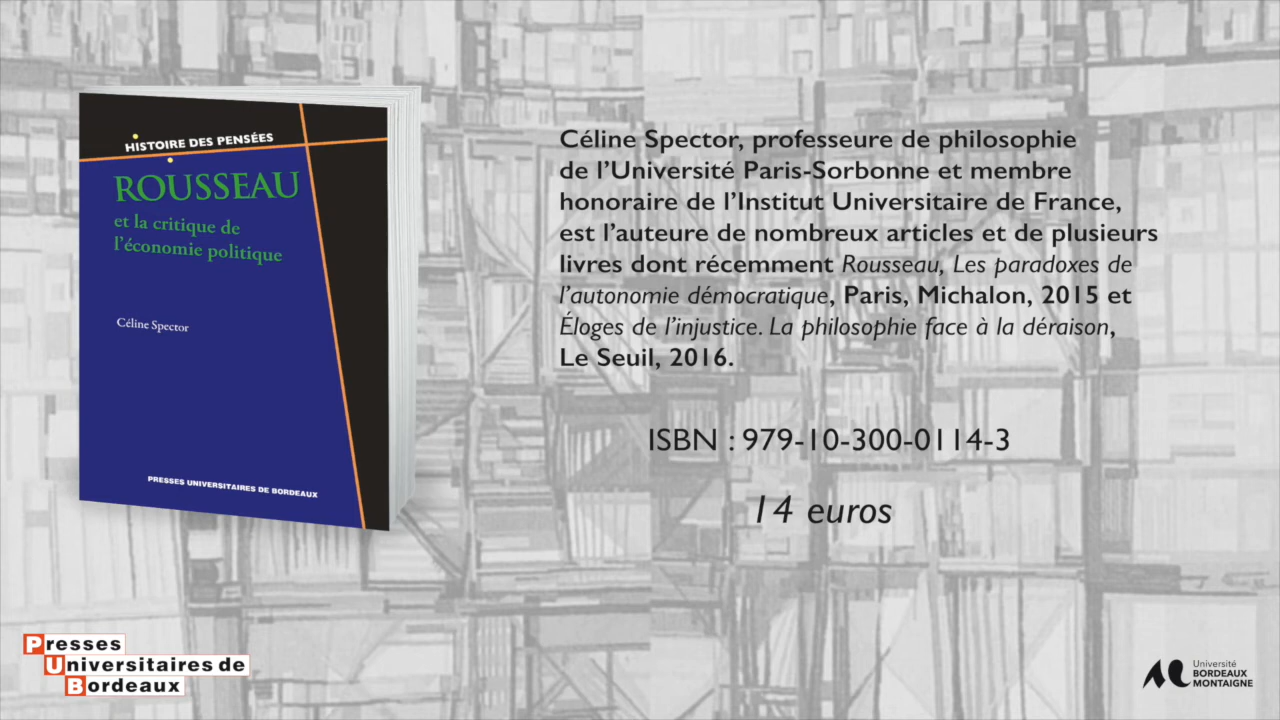 HISTOIRE DES PENSÉES
ROUSSEAU
et la critique de
l'économie politique
Céline Spector
PRESSES UNIVERSITAIRES DE BORDEAUX
Céline Spector, professeure de philosophie
de l'Université Paris-Sorbonne et membre
honoraire de l'Institut Universitaire de France,
est l'auteure de nombreux articles et de plusieurs
livres dont récemment Rousseau, Les paradoxes de
l'autonomie démocratique, Paris, Michalon, 2015 et
Éloges de l'injustice. La philosophie face à la déraison,
Le Seuil, 2016.
ISBN : 979-10-300-0114-3
14 euros
Presses
Universitaires de
Bordeaux
Université
BORDEAUX
MONTAIGNE